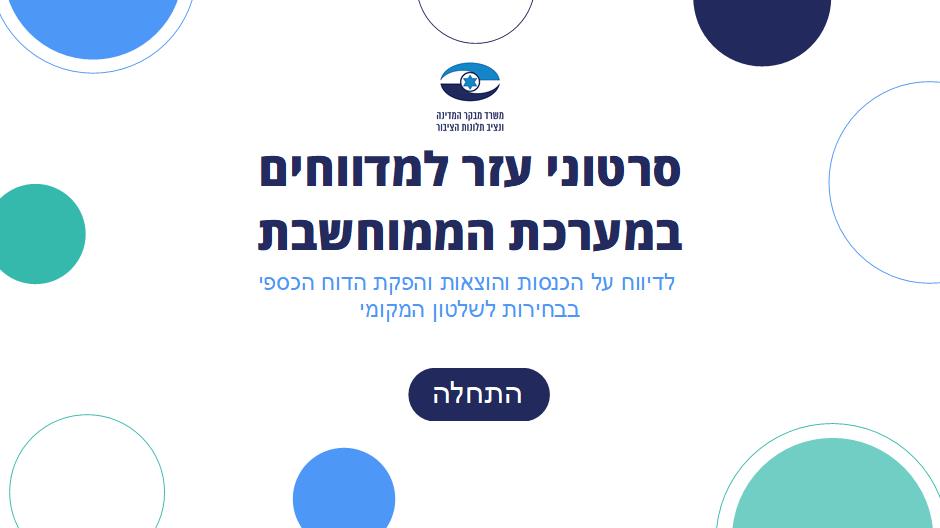 משרד מבקר המדינה
ונציב תלונות הציבור
סרטוני עזר למדווחים
במערכת הממוחשבת
לדיווח על הכנסות והוצאות והפקת הדוח הכספי
בבחירות לשלטון המקומי
התחלה